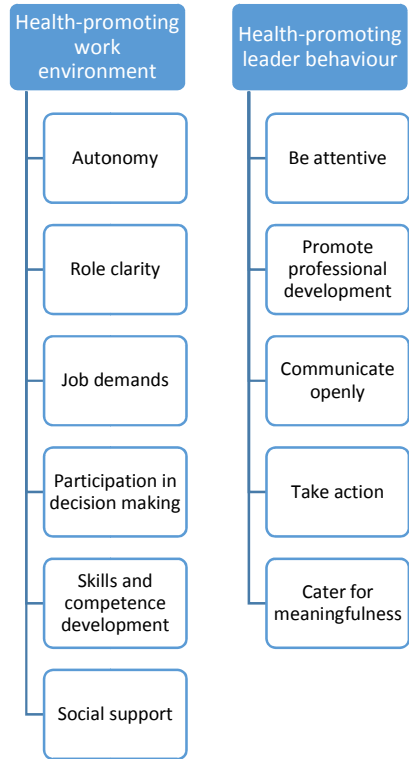 Health-promoting
work
environment
Autonomy
Role clarity
Job demands
Participation in
decision making
Skills and
competence
development
Social support
Health-promoting
leader behaviour
Be attentive
Promote
professional
development
Communicate
openly
Take action
Cater for
meaningfulness